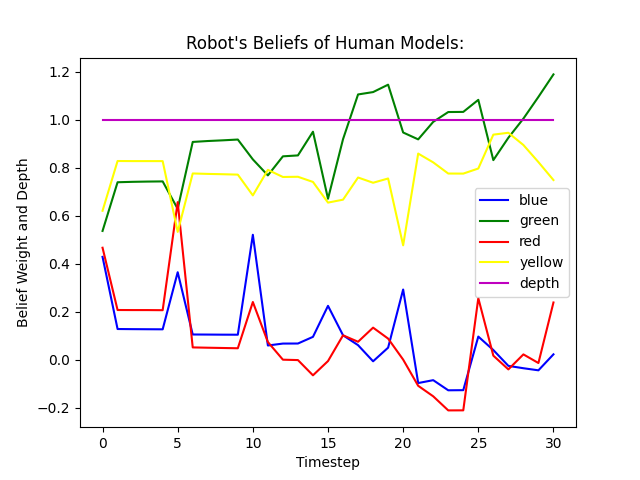 Robot's Beliefs of Human Models:
1.2
1.0
0.8
0.6
0.4
0.2
0.0
−0.2
Belief Weight and Depth
blue
green
red
yellow
depth
0 5 10 15 20 25 30
Timestep